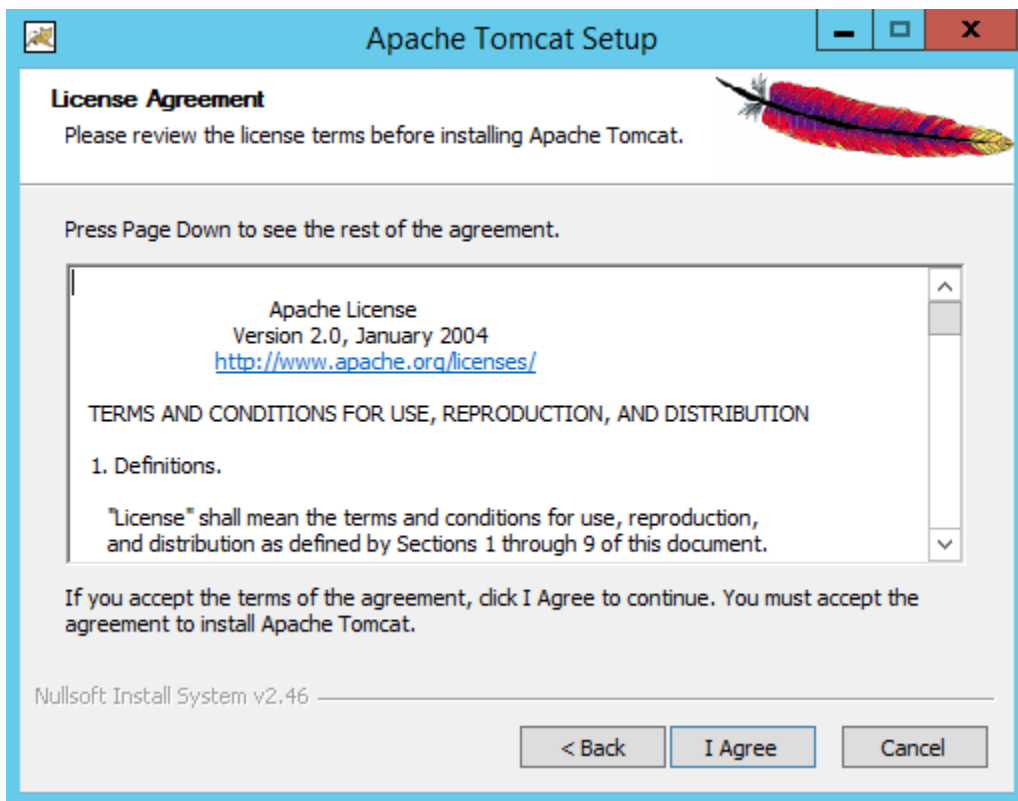 Apache Tomcat Setup
License Agreement
Please review the license terms before installing Apache Tomcat.
Press Page Down to see the rest of the agreement.
Apache License
Version 2.0, January 2004
http://www.apache.org/licenses/
TERMS AND CONDITIONS FOR USE, REPRODUCTION, AND DISTRIBUTION
1. Definitions.
"License" shall mean the terms and conditions for use, reproduction,
and distribution as defined by Sections 1 through 9 of this document.
If you accept the terms of the agreement, click I Agree to continue. You must accept the
agreement to install Apache Tomcat.
Nullsoft Install System v2.46
< Back I Agree Cancel